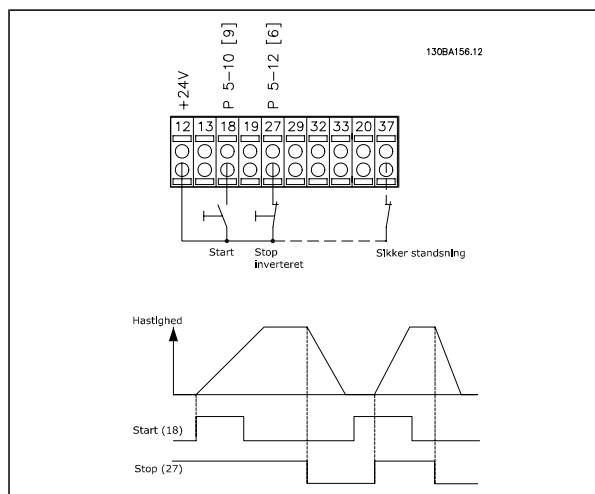 130BA156.12
+24V
P 5-10 [9]
P 5-12 [6]
12 13 18 19 27 29 32 33 20 37
Start
Stop
inverteret
Sikker standsning
Hastighed
Start (18)
Stop (27)